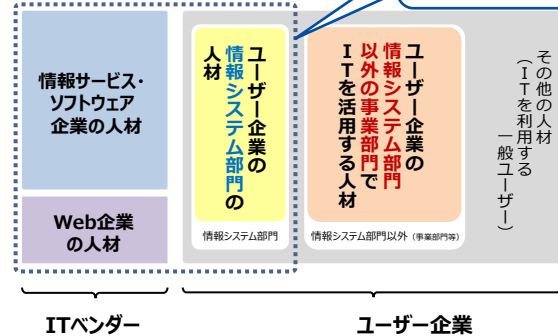 情報サービス・
ソフトウェア
企業の人材
Web企業
の人材
ユーザー企業の
情報システム部門の
人材
情報システム部門
ユーザー企業の
情報システム部門
以外の事業部門で
ITを活用する人材
情報システム部門以外（事業部門等）
その他の人材
（ITを利用する
一般ユーザー）
ITベンダー
ユーザー企業